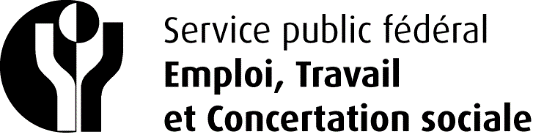 Service public fédéral
Emploi, Travail
et Concertation sociale